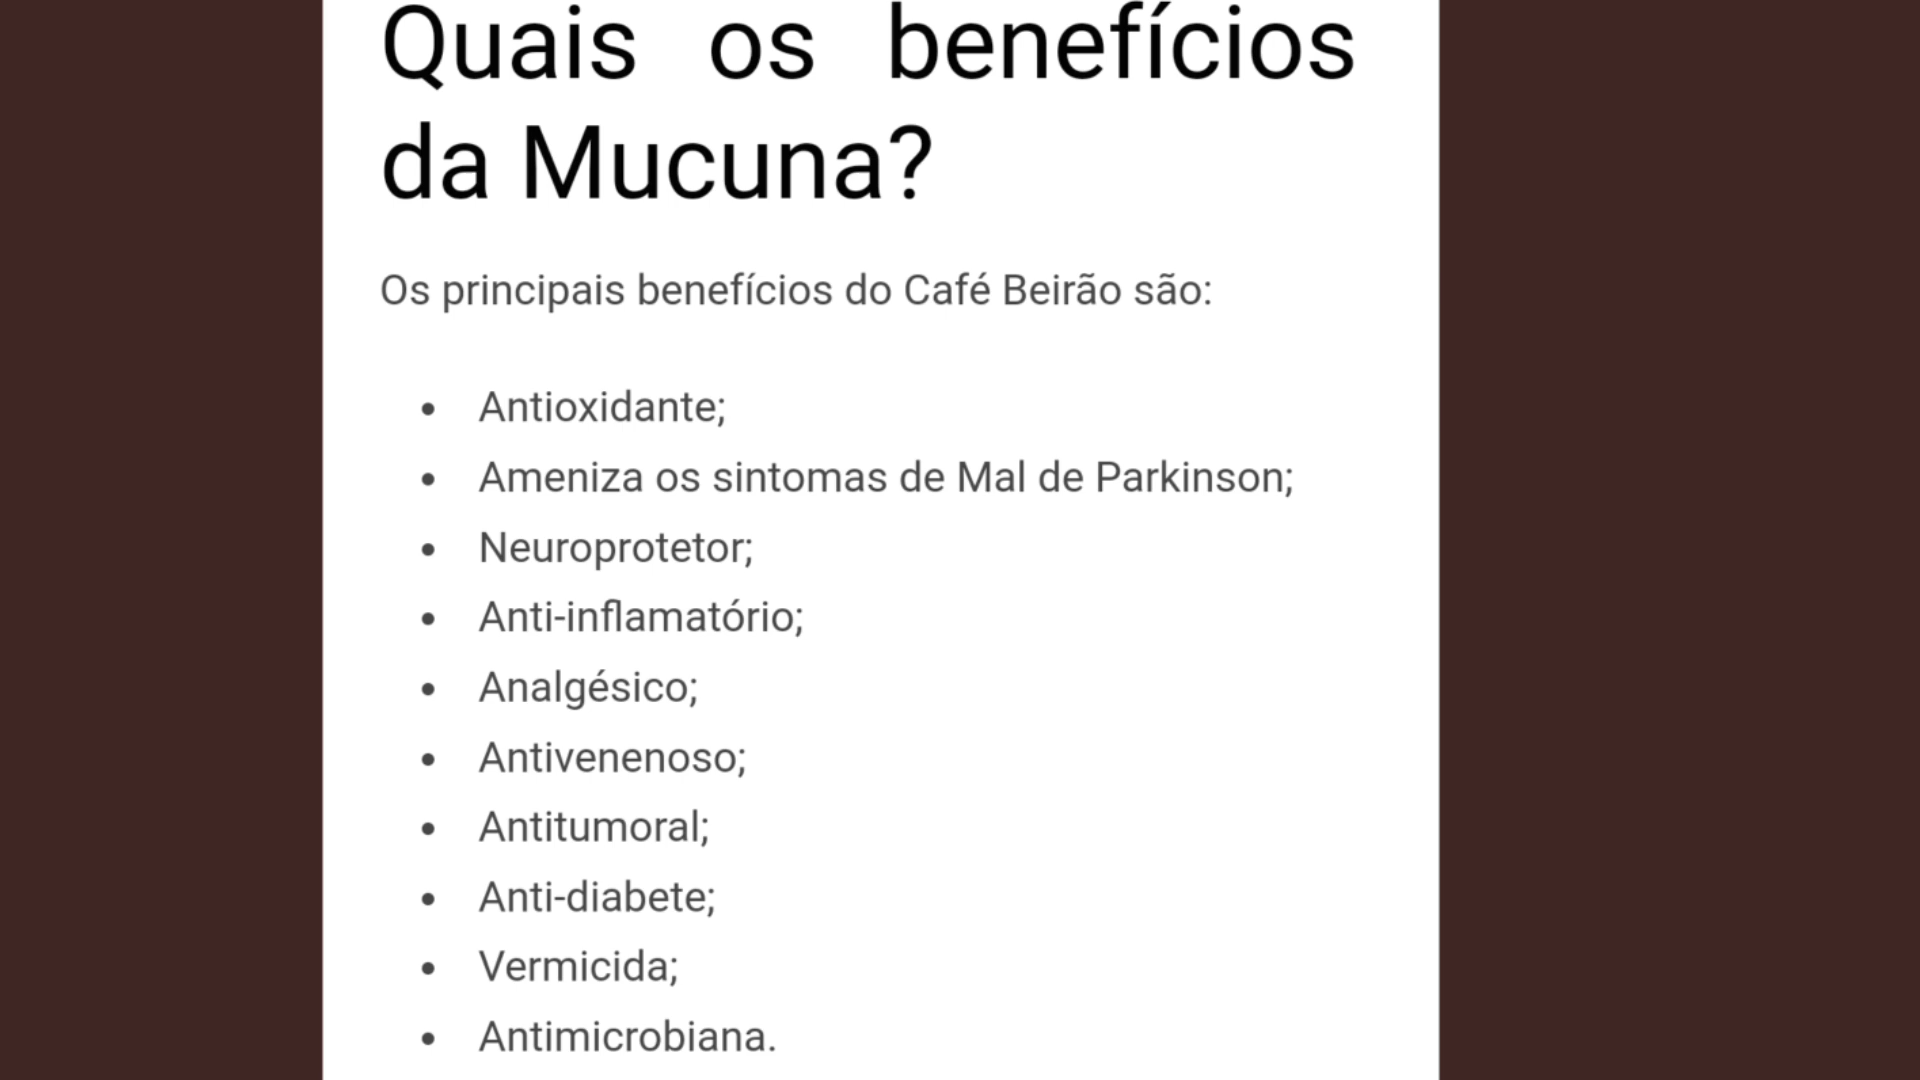 Quais os benefícios
da Mucuna?
Os principais benefícios do Café Beirão são:
• Antioxidante;
• Ameniza os sintomas de Mal de Parkinson;
• Neuroprotetor;
• Anti-inflamatório;
• Analgésico;
• Antivenenoso;
• Antitumoral;
• Anti-diabete;
• Vermicida;
• Antimicrobiana.